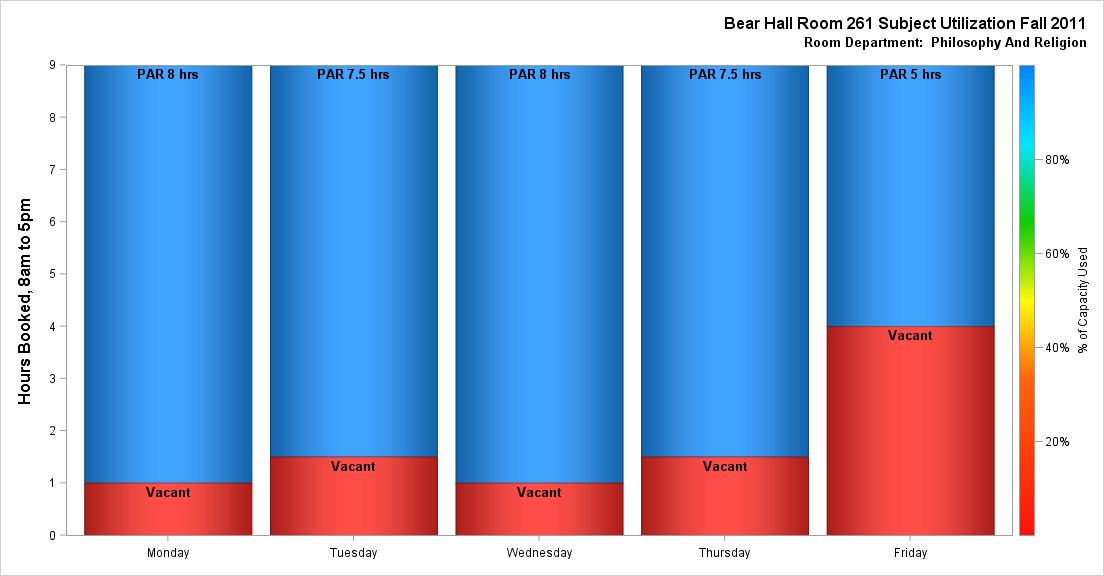 Bear Hall Room 261 Subject Utilization Fall 2011
Room Department:  Philosophy And Religion
Hours Booked, 8am to 5pm
9
8
7
6
5
4
3
2
1
0
PAR 8 hrs
PAR 7.5 hrs
PAR 8 hrs
PAR 7.5 hrs
PAR 5 hrs
Vacant
Vacant
Vacant
Vacant
Vacant
Monday
Tuesday
Wednesday
Thursday
Friday
80%
60%
40%
20%
% of Capacity Used